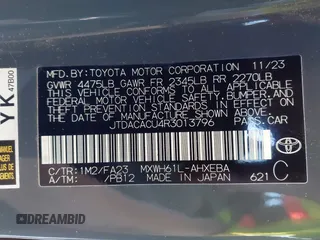 YK
47B00
MFD. BY: TOYOTA MOTOR CORPORATION 11/23
GVWR 4475LB GAWR FR 2345LB RR 2270LB
THIS VEHICLE CONFORMS TO ALL APPLICABLE
FEDERAL MOTOR VEHICLE SAFETY, BUMPER, AND
THEFT PREVENTION STANDARDS IN EFFECT ON
THE DATE OF MANUFACTURE SHOWN ABOVE.
JTDACACU4R3013796 PASS. CAR
C/TR: 1M2/FA23 MXWH61L-AHXEBA C
A/TM: /PB12 MADE IN JAPAN 621
TOYOTA
DREAMBID